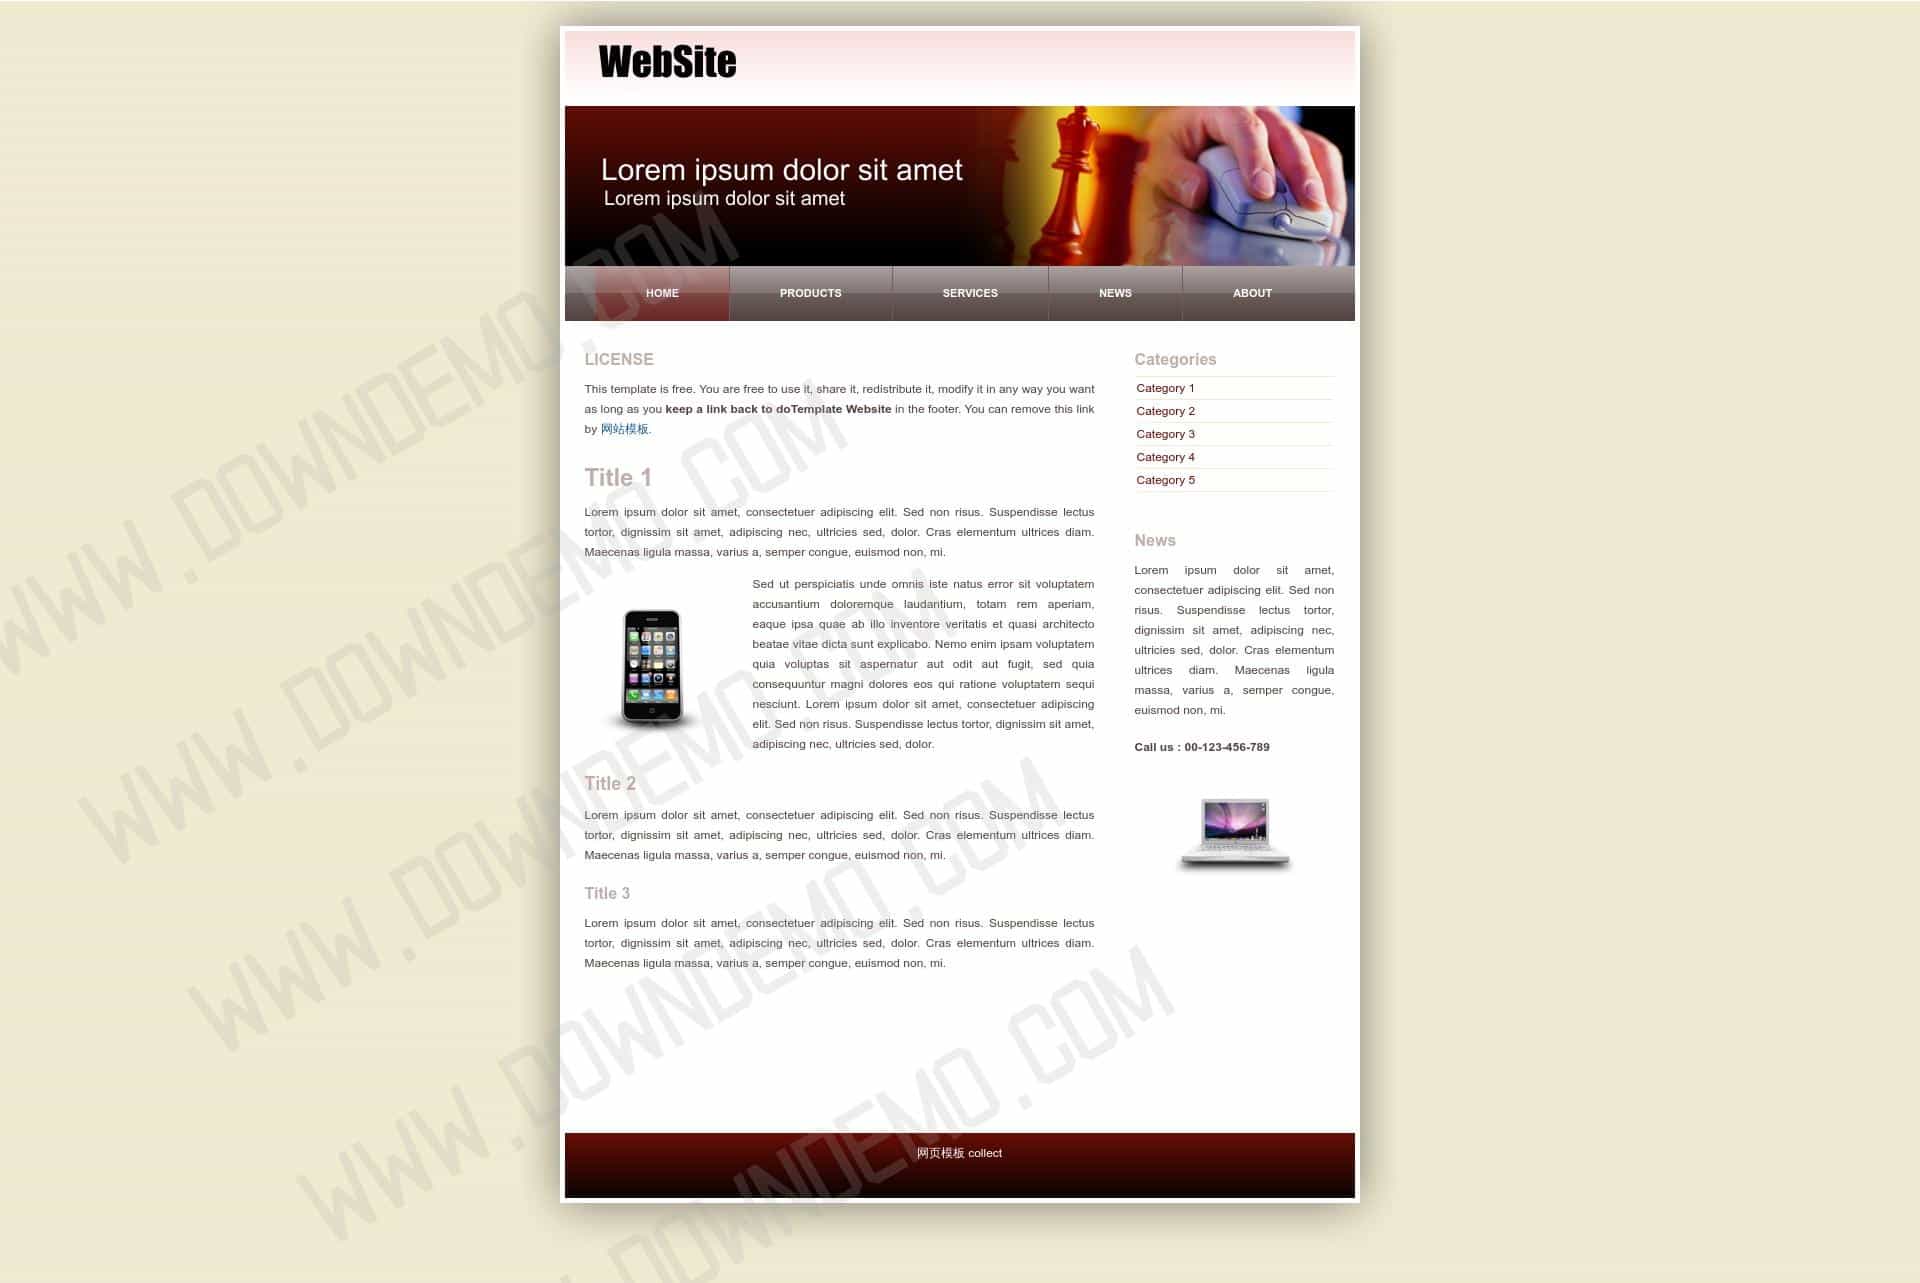 WebSite
Lorem ipsum dolor sit amet
Lorem ipsum dolor sit amet
HOME PRODUCTS SERVICES NEWS ABOUT
LICENSE
This template is free. You are free to use it, share it, redistribute it, modify it in any way you want
as long as you keep a link back to doTemplate Website in the footer. You can remove this link
by 网站模板.
Title 1
Lorem ipsum dolor sit amet, consectetuer adipiscing elit. Sed non risus. Suspendisse lectus
tortor, dignissim sit amet, adipiscing nec, ultricies sed, dolor. Cras elementum ultrices diam.
Maecenas ligula massa, varius a, semper congue, euismod non, mi.
Sed ut perspiciatis unde omnis iste natus error sit voluptatem
accusantium doloremque laudantium, totam rem aperiam,
eaque ipsa quae ab illo inventore veritatis et quasi architecto
beatae vitae dicta sunt explicabo. Nemo enim ipsam voluptatem
quia voluptas sit aspernatur aut odit aut fugit, sed quia
consequuntur magni dolores eos qui ratione voluptatem sequi
nesciunt. Lorem ipsum dolor sit amet, consectetuer adipiscing
elit. Sed non risus. Suspendisse lectus tortor, dignissim sit amet,
adipiscing nec, ultricies sed, dolor.
Title 2
Lorem ipsum dolor sit amet, consectetuer adipiscing elit. Sed non risus. Suspendisse lectus
tortor, dignissim sit amet, adipiscing nec, ultricies sed, dolor. Cras elementum ultrices diam.
Maecenas ligula massa, varius a, semper congue, euismod non, mi.
Title 3
Lorem ipsum dolor sit amet, consectetuer adipiscing elit. Sed non risus. Suspendisse lectus
tortor, dignissim sit amet, adipiscing nec, ultricies sed, dolor. Cras elementum ultrices diam.
Maecenas ligula massa, varius a, semper congue, euismod non, mi.
Categories
Category 1
Category 2
Category 3
Category 4
Category 5
News
Lorem ipsum dolor sit amet,
consectetuer adipiscing elit. Sed non
risus. Suspendisse lectus tortor,
dignissim sit amet, adipiscing nec,
ultricies sed, dolor. Cras elementum
ultrices diam. Maecenas ligula
massa, varius a, semper congue,
euismod non, mi.
Call us : 00-123-456-789
网页模板 collect
WWW.DOWNDEMO.COM
WWW.DOWNDEMO.COM
WWW.DOWNDEMO.COM
WWW.DOWNDEMO.COM
DOWNDEMO.COM